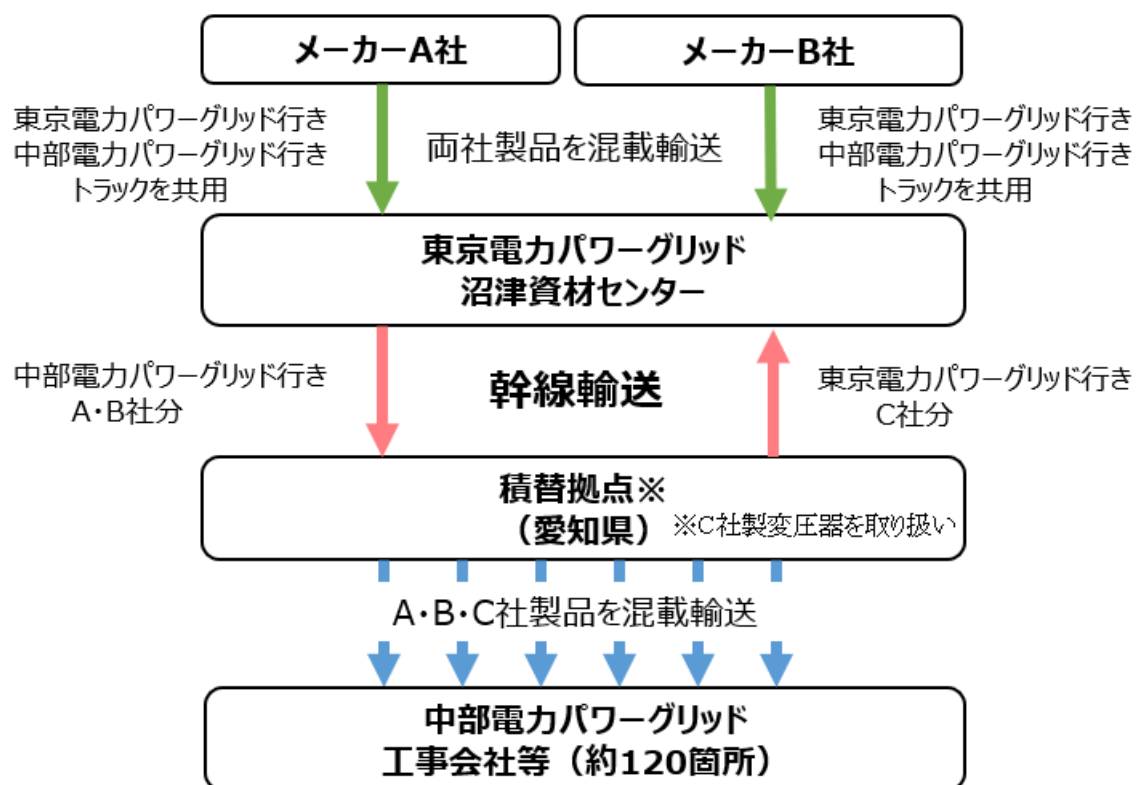 メーカーA社
メーカーB社
東京電力パワーグリッド行き
中部電力パワーグリッド行き
トラックを共用
両社製品を混載輸送
東京電力パワーグリッド行き
中部電力パワーグリッド行き
トラックを共用
東京電力パワーグリッド
沼津資材センター
中部電力パワーグリッド行き
A・B社分
幹線輸送
東京電力パワーグリッド行き
C社分
積替拠点※
（愛知県）
※C社製変圧器を取り扱い
A・B・C社製品を混載輸送
中部電力パワーグリッド
工事会社等（約120箇所）